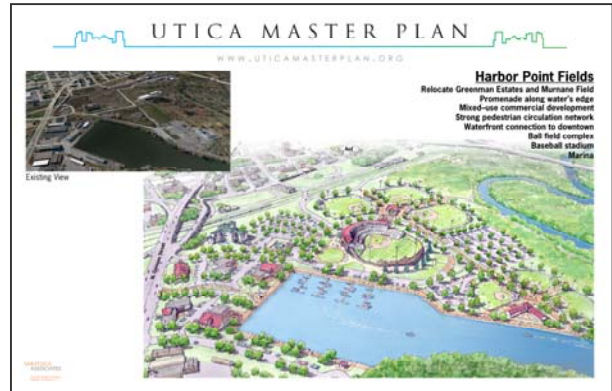 UTICA MASTER PLAN
WWW.UTICAMASTERPLAN.ORG
Harbor Point Fields
Relocate Greenman Estates and Murnane Field
Promenade along water's edge
Mixed-use commercial development
Strong pedestrian circulation network
Waterfront connection to downtown
Ball field complex
Baseball stadium
Marina
Existing View
SARATOGA
ASSOCIATES